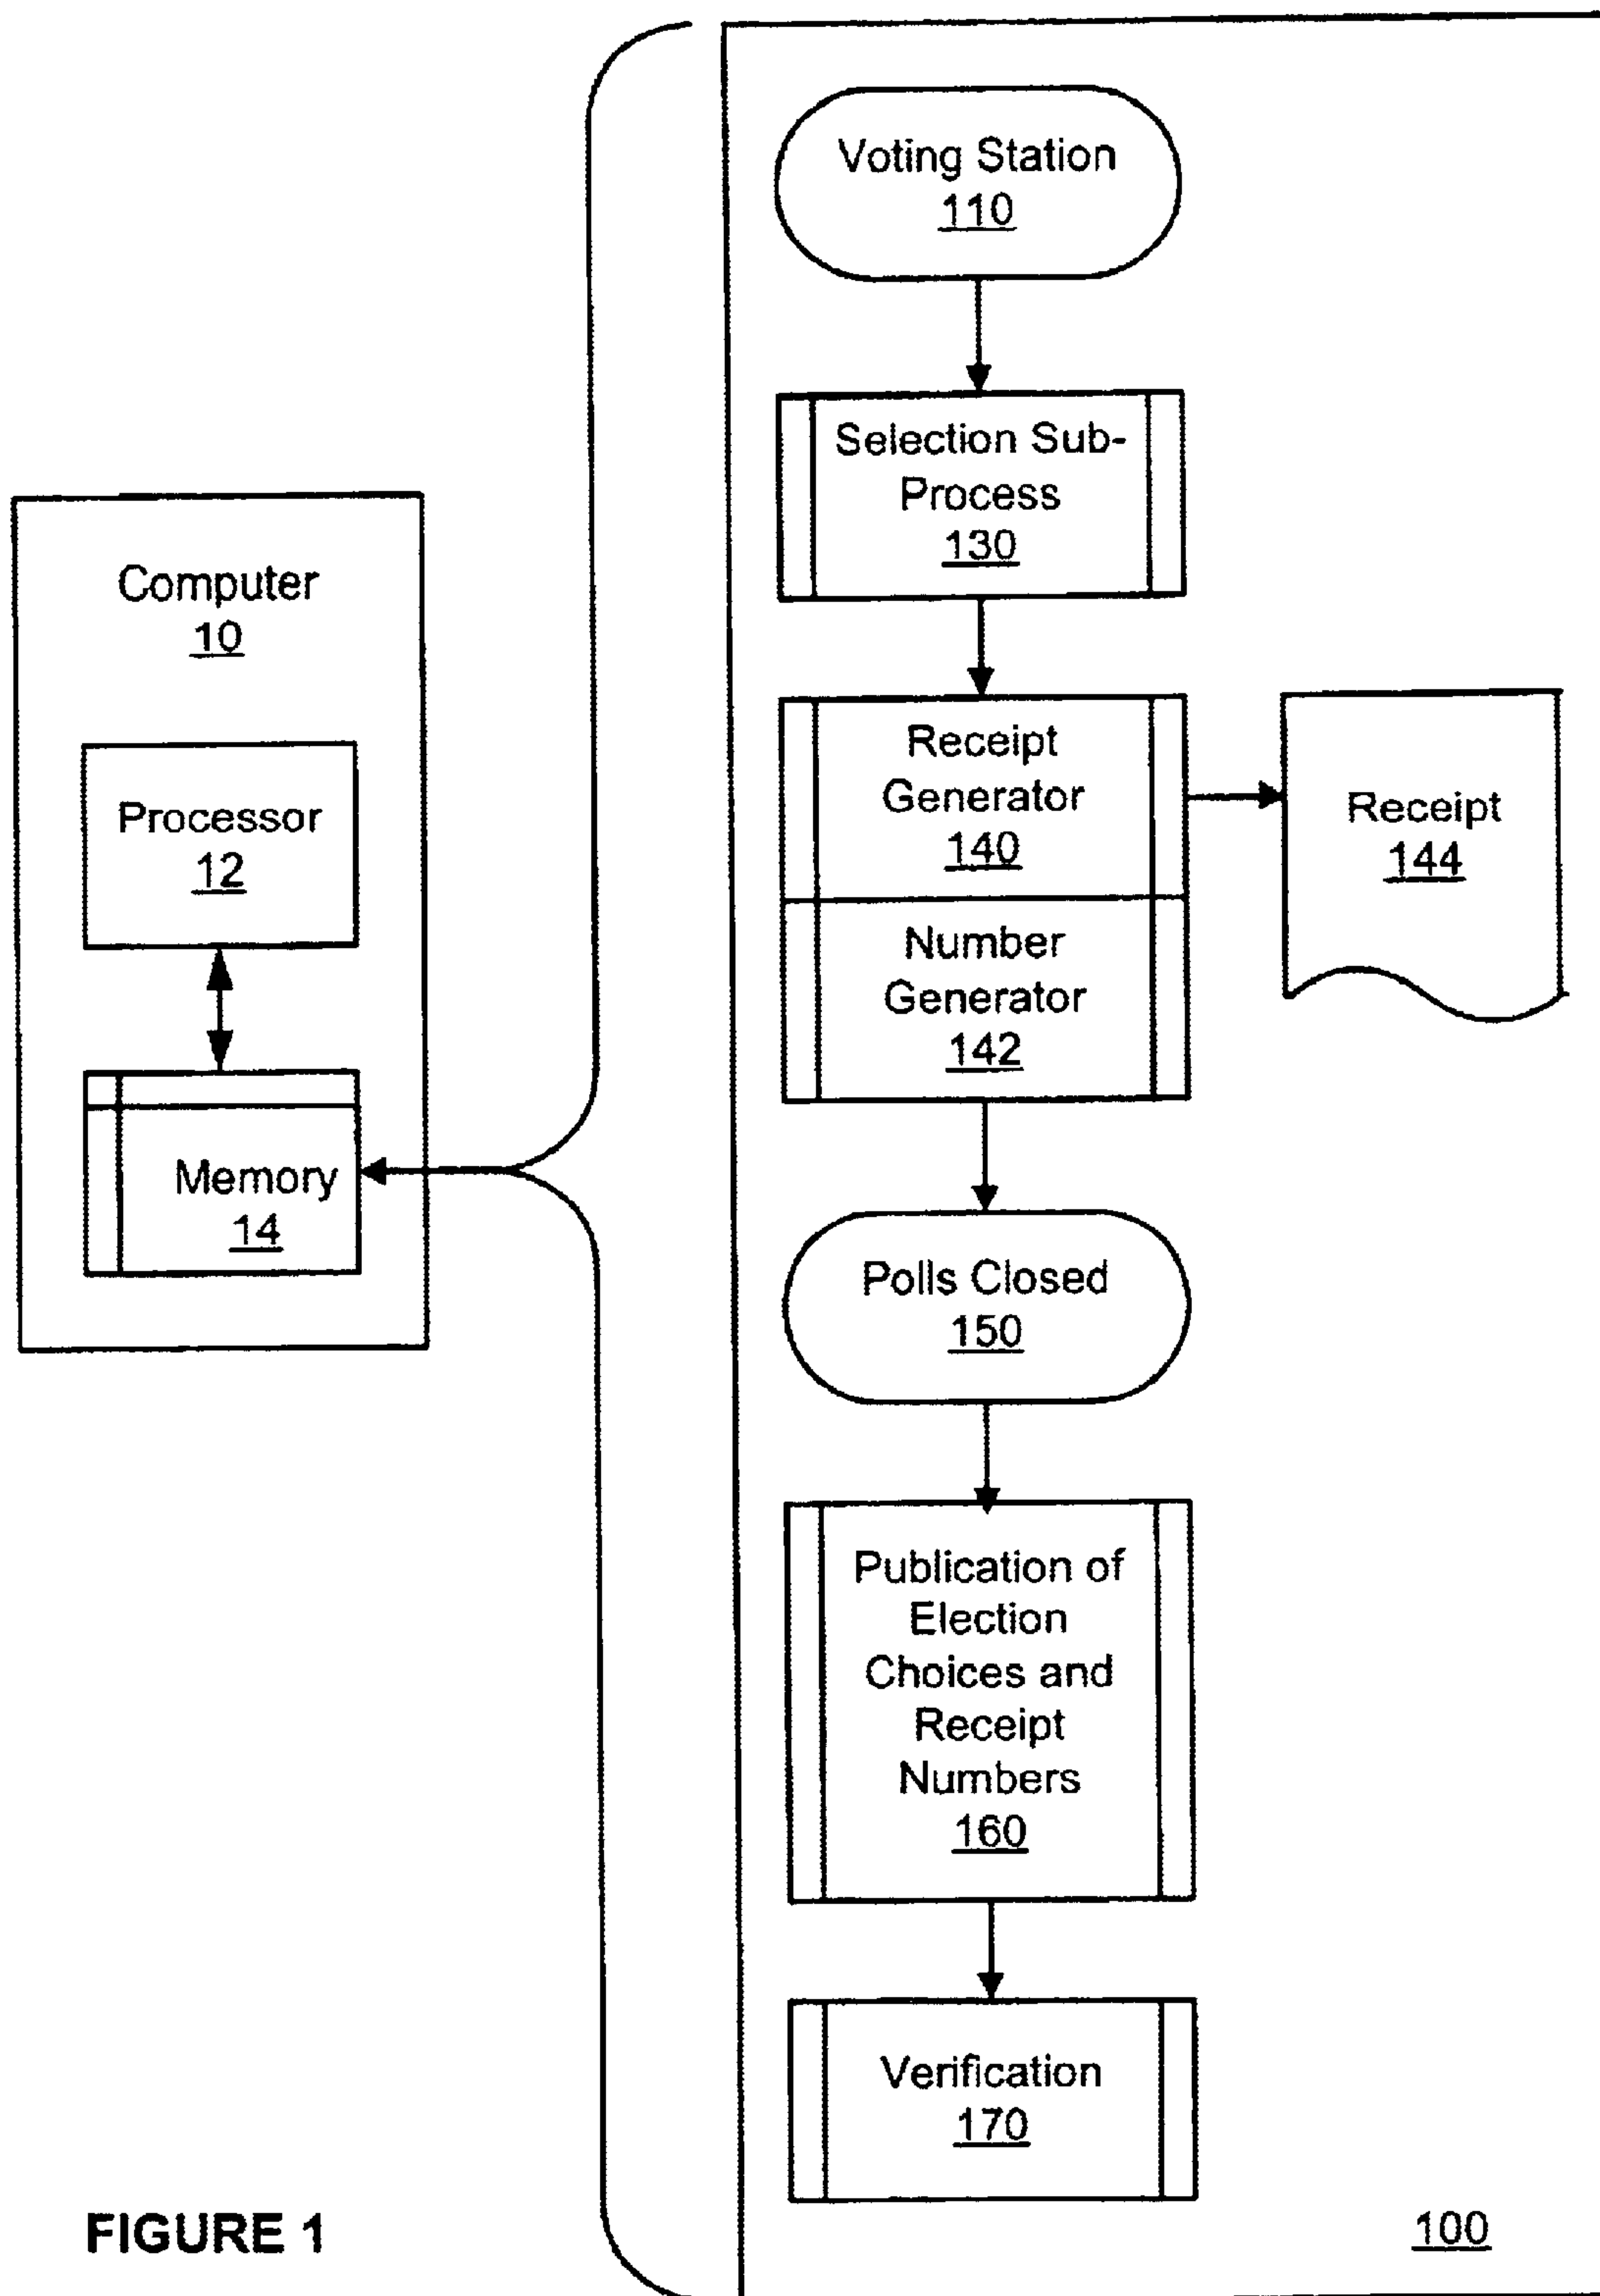 Voting Station
110
Selection Sub-
Process
130
Computer
10
Processor
12
Memory
14
Receipt
Generator
140
Number
Generator
142
Receipt
144
Polls Closed
150
Publication of
Election
Choices and
Receipt
Numbers
160
Verification
170
FIGURE 1
100